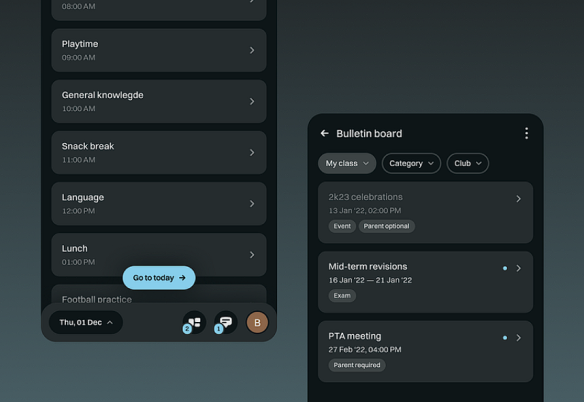 08:00 AM
Playtime
09:00 AM
General knowlegde
10:00 AM
Snack break
11:00 AM
Language
12:00 PM
Lunch
01:00 PM
Go to today
Football practice
Thu, 01 Dec
2
1
B
Bulletin board
My class
Category
Club
2k23 celebrations
13 Jan '22, 02:00 PM
Event
Parent optional
Mid-term revisions
16 Jan '22 — 21 Jan '22
Exam
PTA meeting
27 Feb '22, 04:00 PM
Parent required